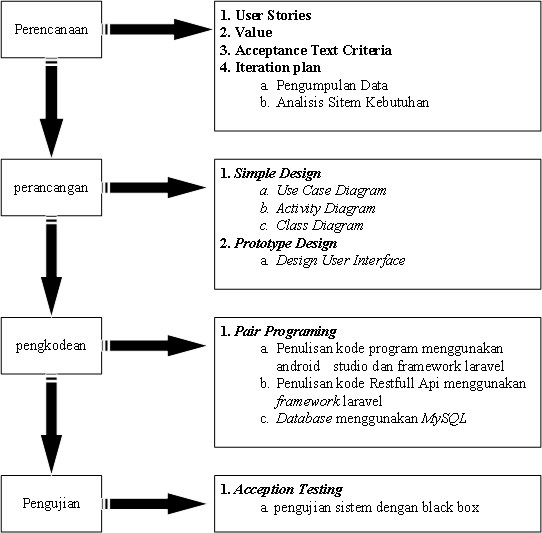 Perencanaan
1. User Stories
2. Value
3. Acceptance Text Criteria
4. Iteration plan
a. Pengumpulan Data
b. Analisis Sitem Kebutuhan
perancangan
1. Simple Design
a. Use Case Diagram
b. Activity Diagram
c. Class Diagram
2. Prototype Design
a. Design User Interface
pengkodean
1. Pair Programing
a. Penulisan kode program menggunakan
android studio dan framework laravel
b. Penulisan kode Restfull Api menggunakan
framework laravel
c. Database menggunakan MySQL
Pengujian
1. Acception Testing
a. pengujian sistem dengan black box